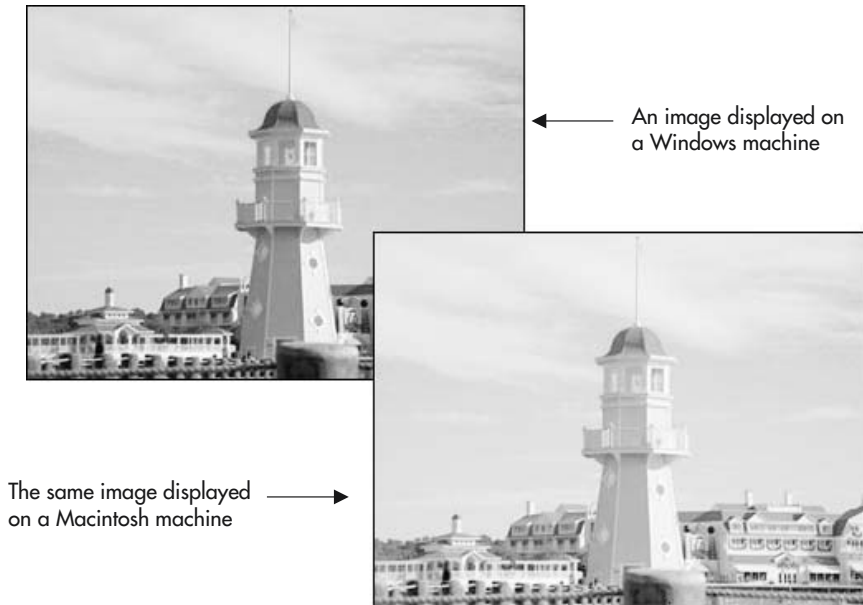 An image displayed on
a Windows machine
The same image displayed
on a Macintosh machine